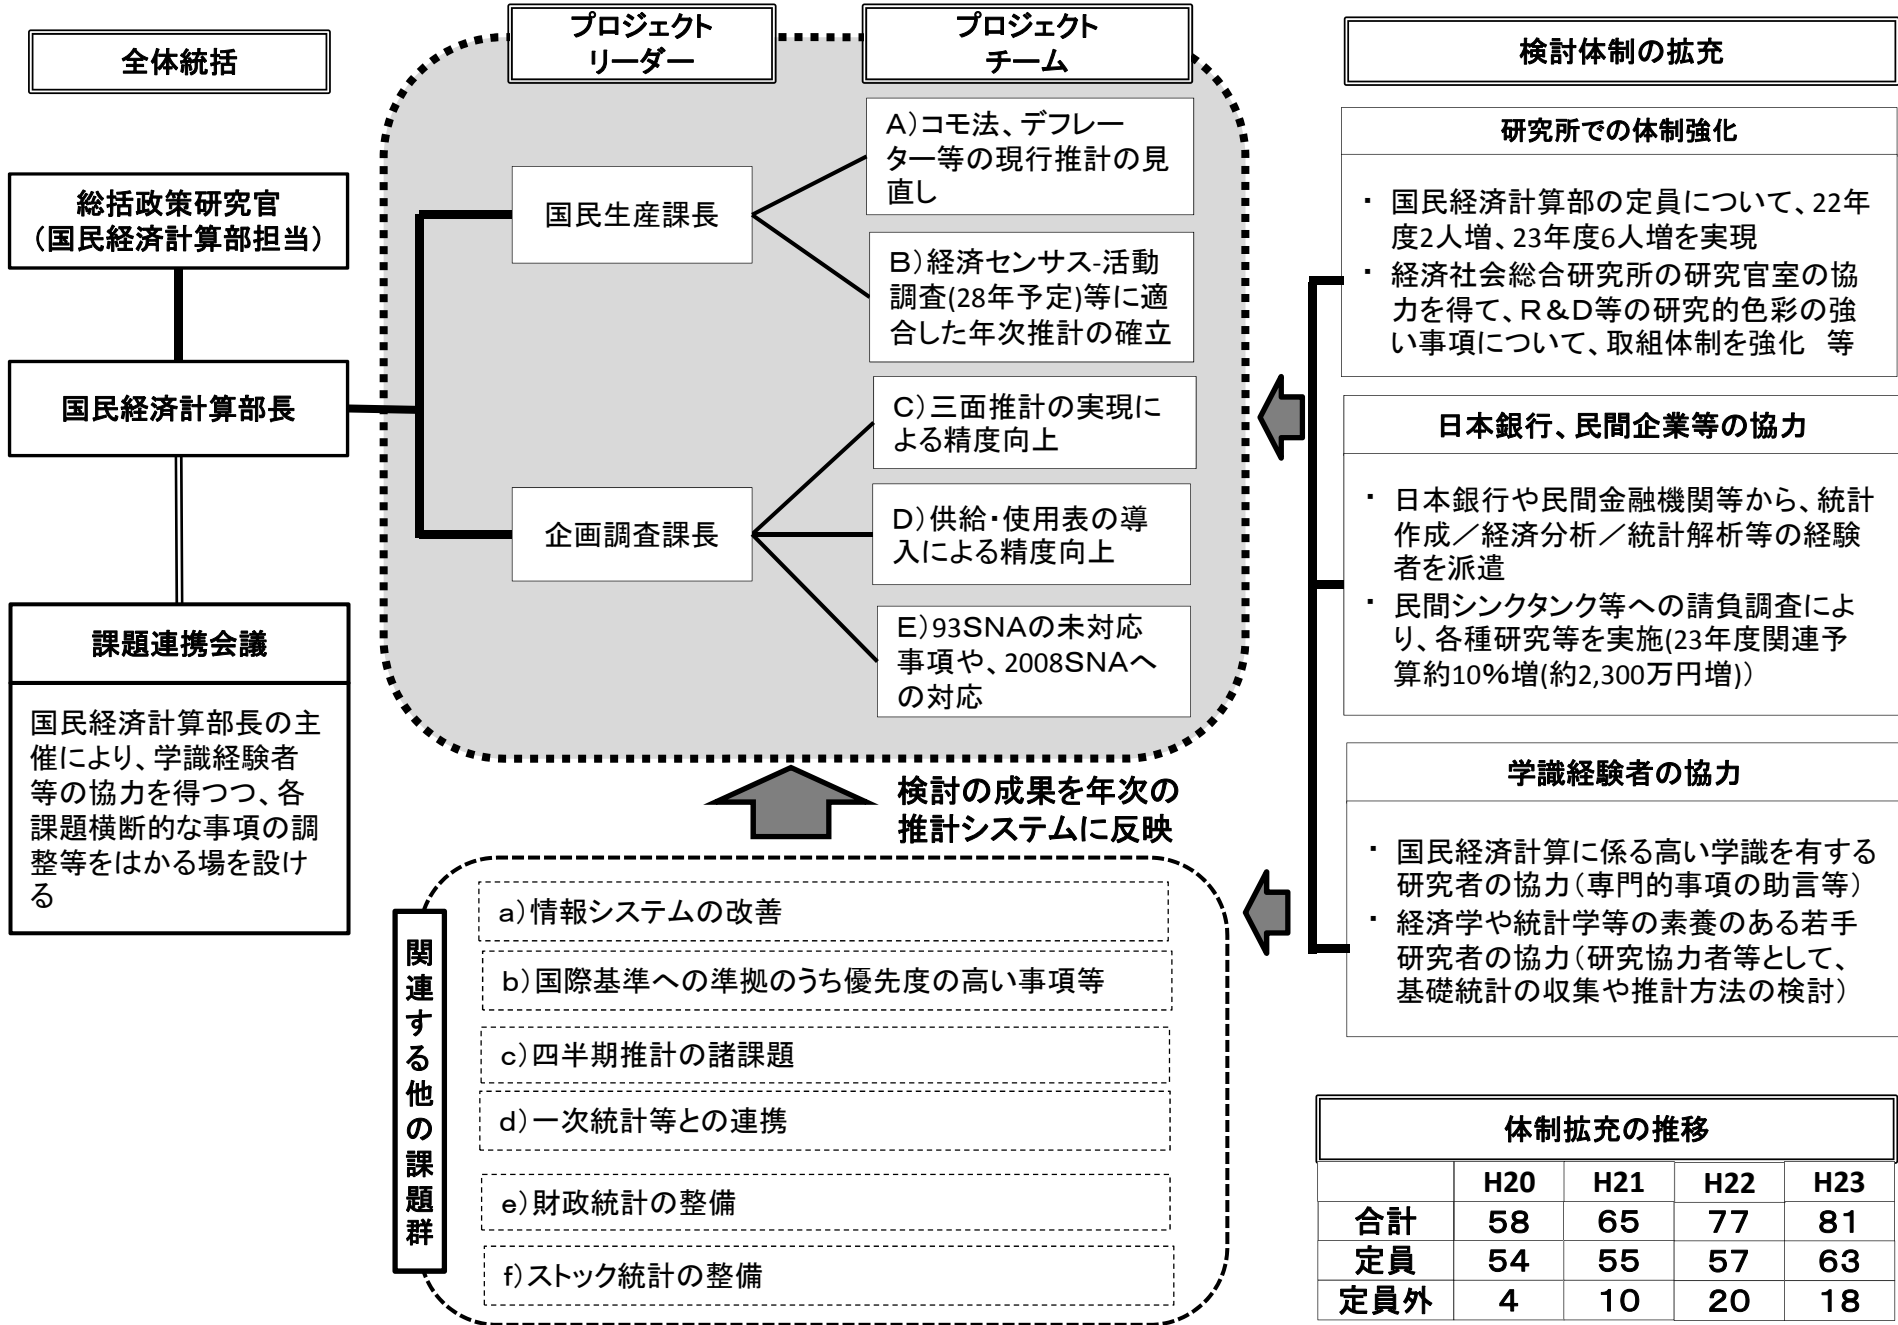 全体統括
総括政策研究官
（国民経済計算部担当）
国民経済計算部長
課題連携会議
国民経済計算部長の主
催により、学識経験者
等の協力を得つつ、各
課題横断的な事項の調
整等をはかる場を設け
る
プロジェクト
リーダー
プロジェクト
チーム
国民生産課長
企画調査課長
Ａ）コモ法、デフレー
ター等の現行推計の見
直し
Ｂ）経済センサス-活動
調査(28年予定)等に適
合した年次推計の確立
Ｃ）三面推計の実現に
よる精度向上
Ｄ）供給・使用表の導
入による精度向上
Ｅ）93SNAの未対応
事項や、2008SNAへ
の対応
検討の成果を年次の
推計システムに反映
関連する他の課題群
ａ）情報システムの改善
ｂ）国際基準への準拠のうち優先度の高い事項等
ｃ）四半期推計の諸課題
ｄ）一次統計等との連携
ｅ）財政統計の整備
ｆ）ストック統計の整備
検討体制の拡充
研究所での体制強化
・ 国民経済計算部の定員について、22年
度2人増、23年度6人増を実現
・ 経済社会総合研究所の研究官室の協
力を得て、Ｒ＆Ｄ等の研究的色彩の強
い事項について、取組体制を強化　等
日本銀行、民間企業等の協力
・ 日本銀行や民間金融機関等から、統計
作成／経済分析／統計解析等の経験
者を派遣
・ 民間シンクタンク等への請負調査によ
り、各種研究等を実施(23年度関連予
算約10％増(約2,300万円増)）
学識経験者の協力
・ 国民経済計算に係る高い学識を有する
研究者の協力（専門的事項の助言等）
・ 経済学や統計学等の素養のある若手
研究者の協力（研究協力者等として、
基礎統計の収集や推計方法の検討）
体制拡充の推移
H20 H21 H22 H23
合計 58 65 77 81
定員 54 55 57 63
定員外 4 10 20 18